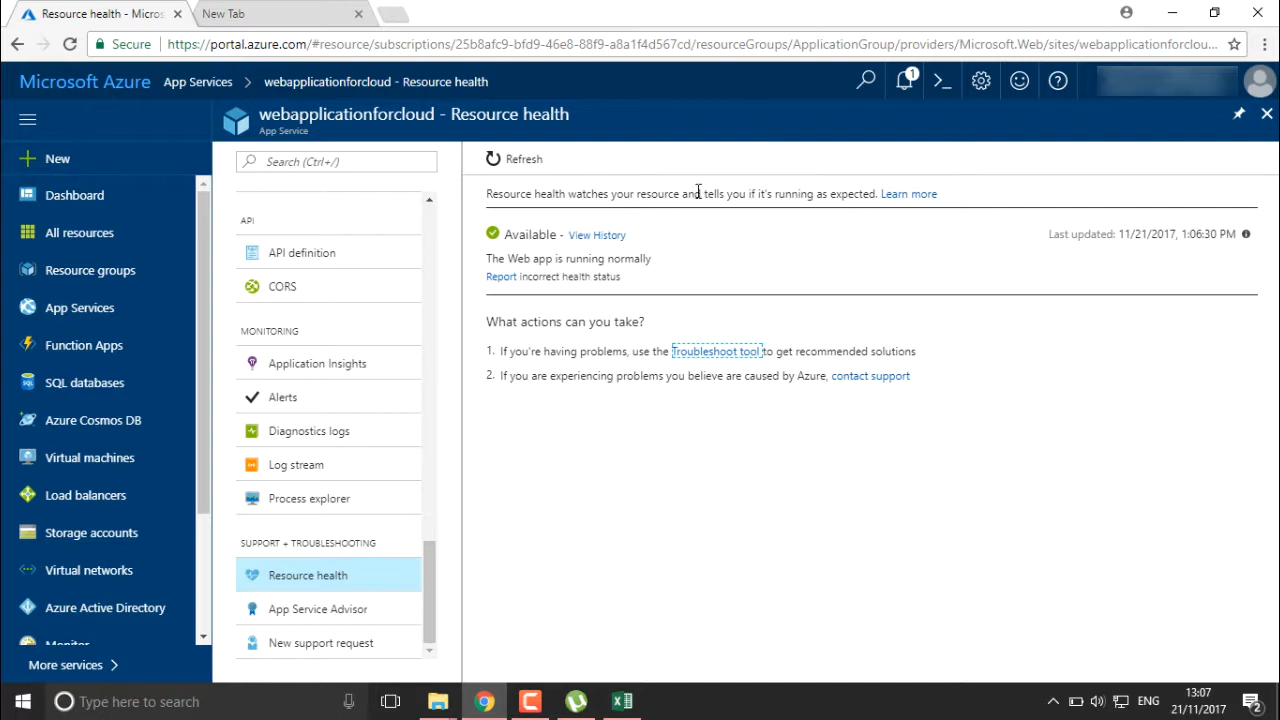 Resource health - Micros
New Tab
Secure
https://portal.azure.com/#resource/subscriptions/25b8afc9-bfd9-46e8-88f9-a8a1f4d567cd/resourceGroups/ApplicationGroup/providers/Microsoft.Web/sites/webapplicationforclou...
Microsoft Azure
App Services
webapplicationforcloud - Resource health
1
webapplicationforcloud - Resource health
App Service
New
Dashboard
All resources
Resource groups
App Services
Function Apps
SQL databases
Azure Cosmos DB
Virtual machines
Load balancers
Storage accounts
Virtual networks
Azure Active Directory
Monitor
More services
Search (Ctrl+/)
API
API definition
CORS
MONITORING
Application Insights
Alerts
Diagnostics logs
Log stream
Process explorer
SUPPORT + TROUBLESHOOTING
Resource health
App Service Advisor
New support request
Refresh
Resource health watches your resource and tells you if it's running as expected. Learn more
Available - View History
Last updated: 11/21/2017, 1:06:30 PM
The Web app is running normally
Report incorrect health status
What actions can you take?
1. If you're having problems, use the Troubleshoot tool to get recommended solutions
2. If you are experiencing problems you believe are caused by Azure, contact support
Type here to search
ENG
13:07
21/11/2017
2